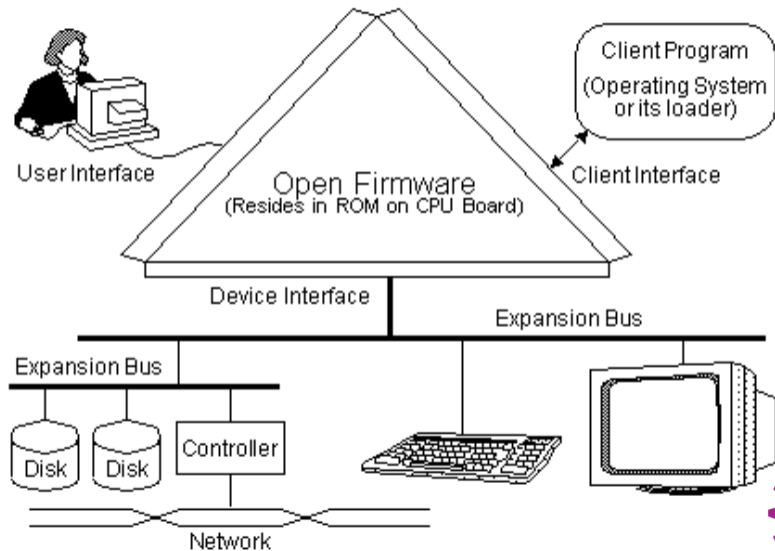 Client Program
(Operating System
or its loader)
User Interface
Client Interface
Open Firmware
(Resides in ROM on CPU Board)
Device Interface
Expansion Bus
Expansion Bus
Disk
Disk
Controller
Network